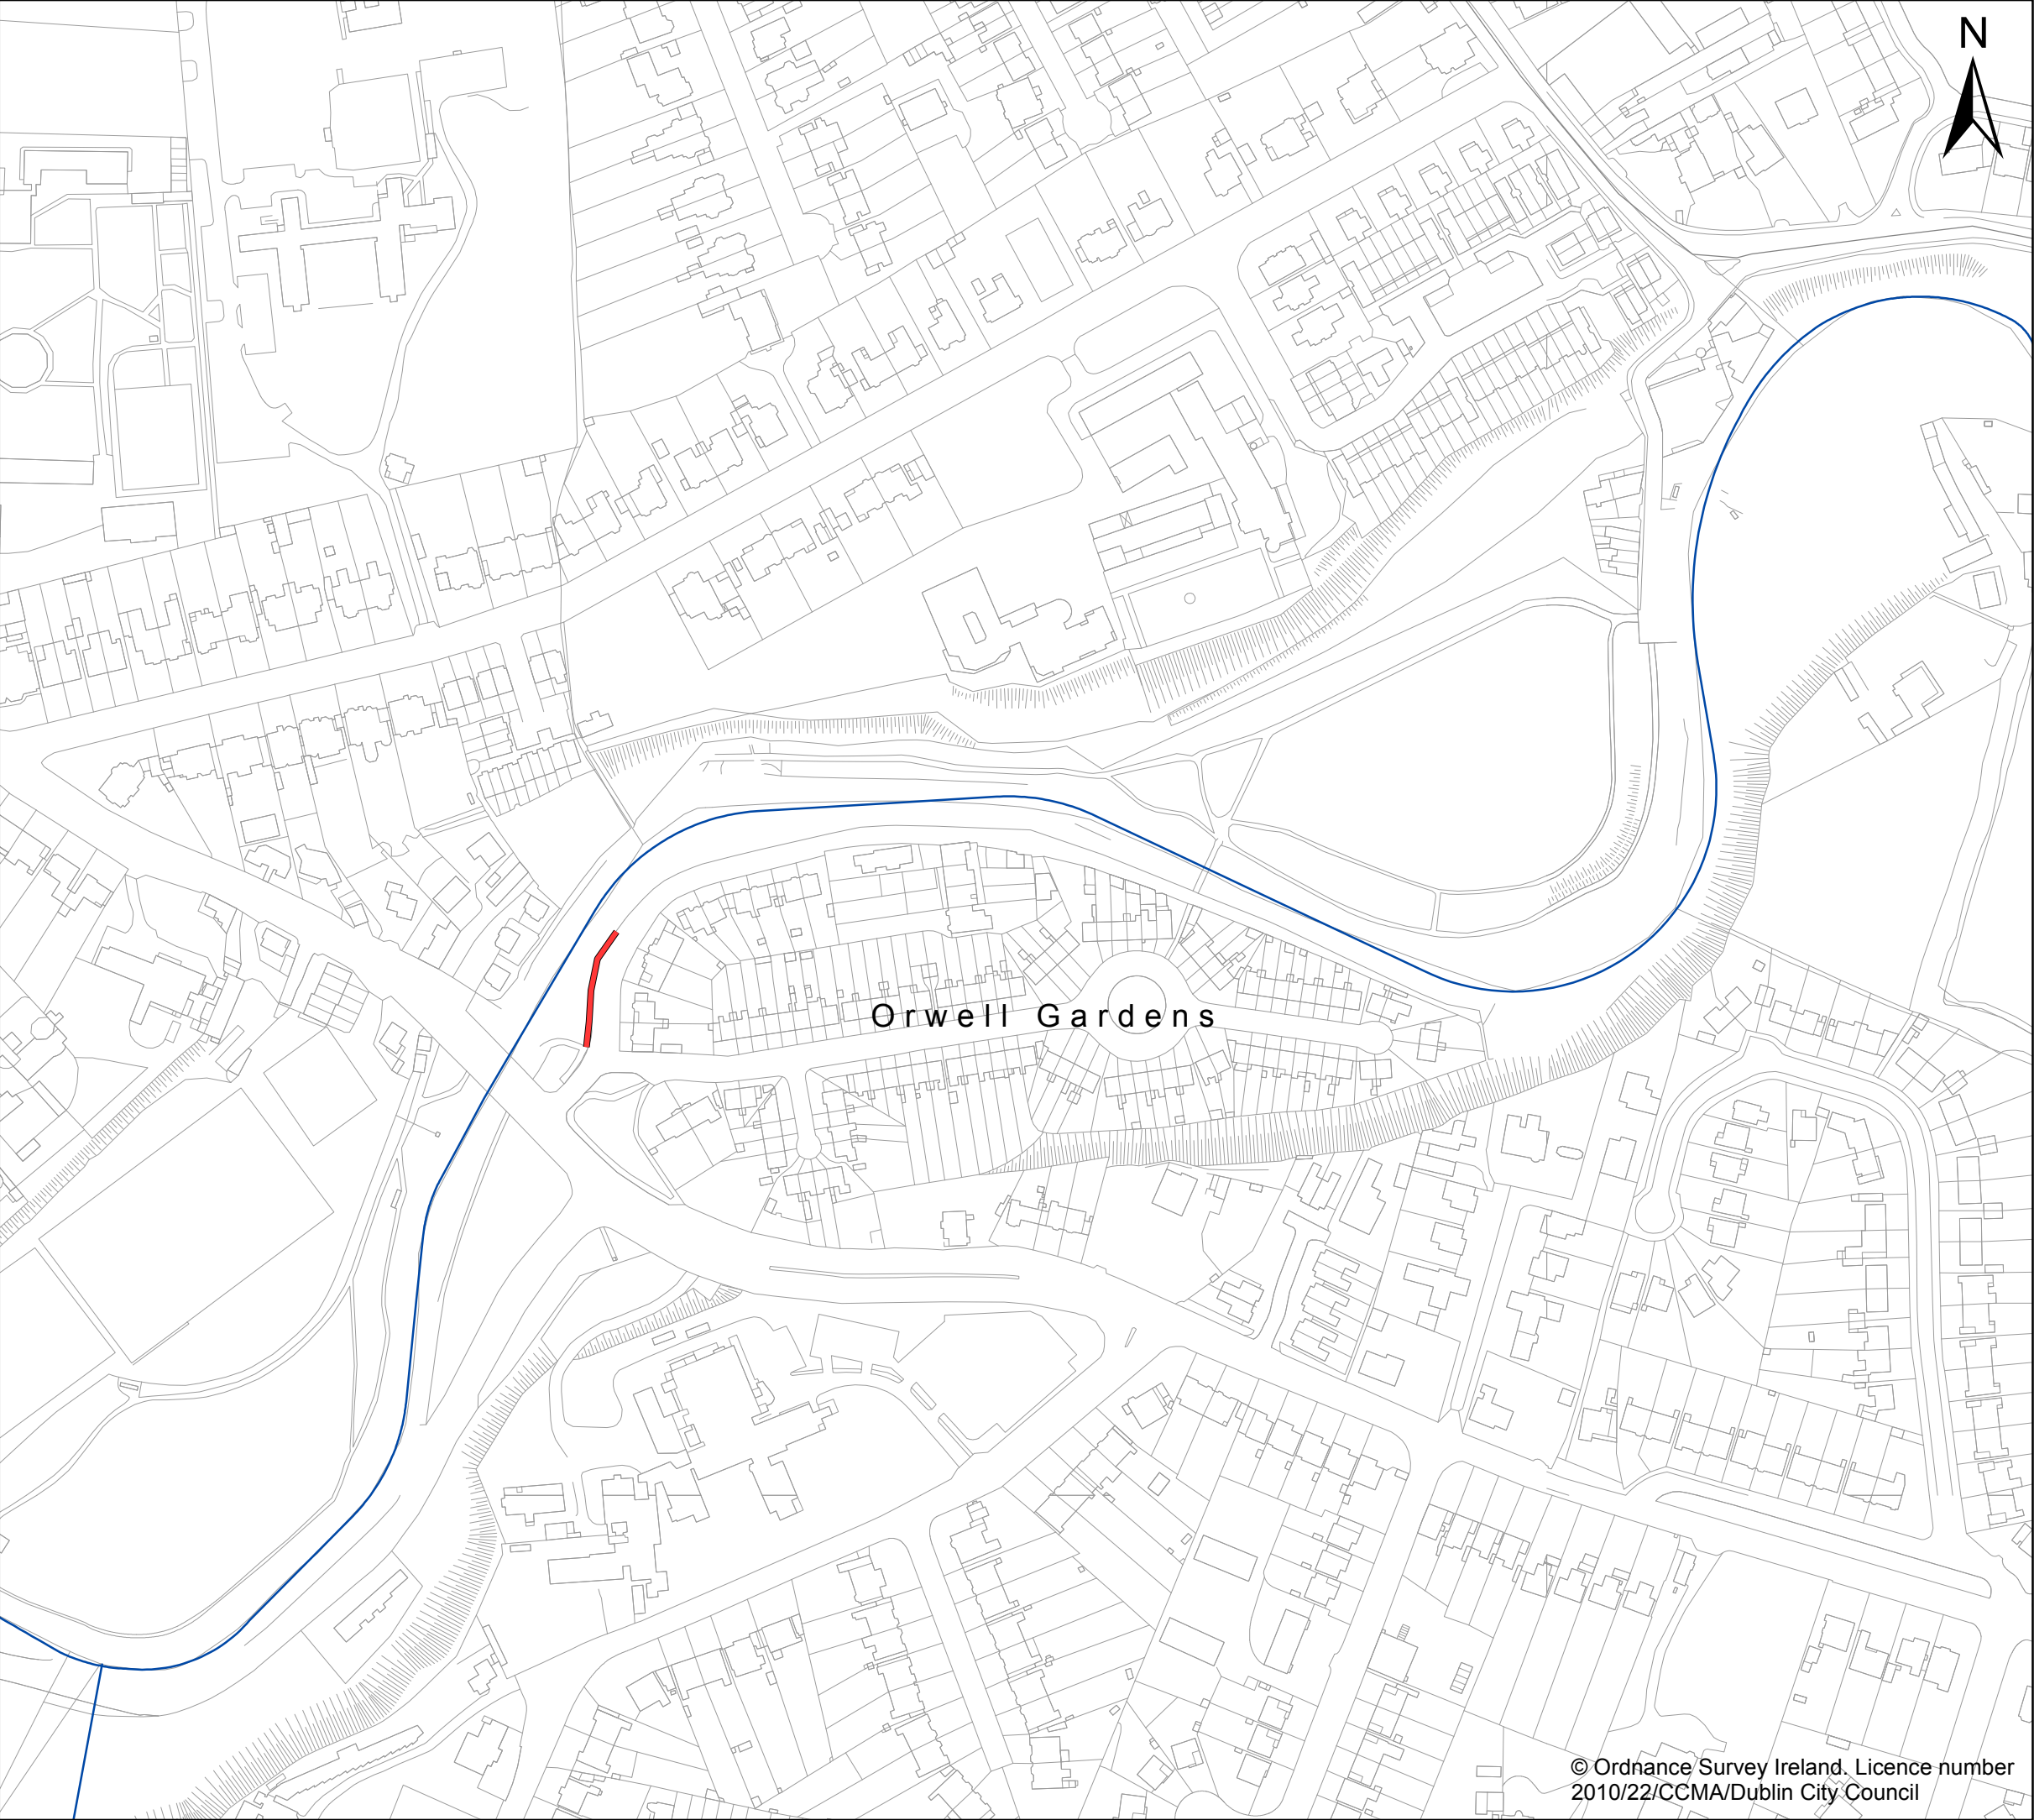 N
Orwell Gardens
© Ordnance Survey Ireland. Licence number
2010/22/CCMA/Dublin City Council